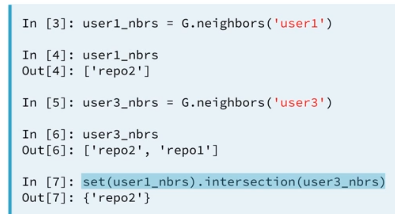 In [3]: user1_nbrs = G.neighbors('user1')
In [4]: user1_nbrs
Out[4]: ['repo2']
In [5]: user3_nbrs = G.neighbors('user3')
In [6]: user3_nbrs
Out[6]: ['repo2', 'repo1']
In [7]: set(user1_nbrs).intersection(user3_nbrs)
Out[7]: {'repo2'}